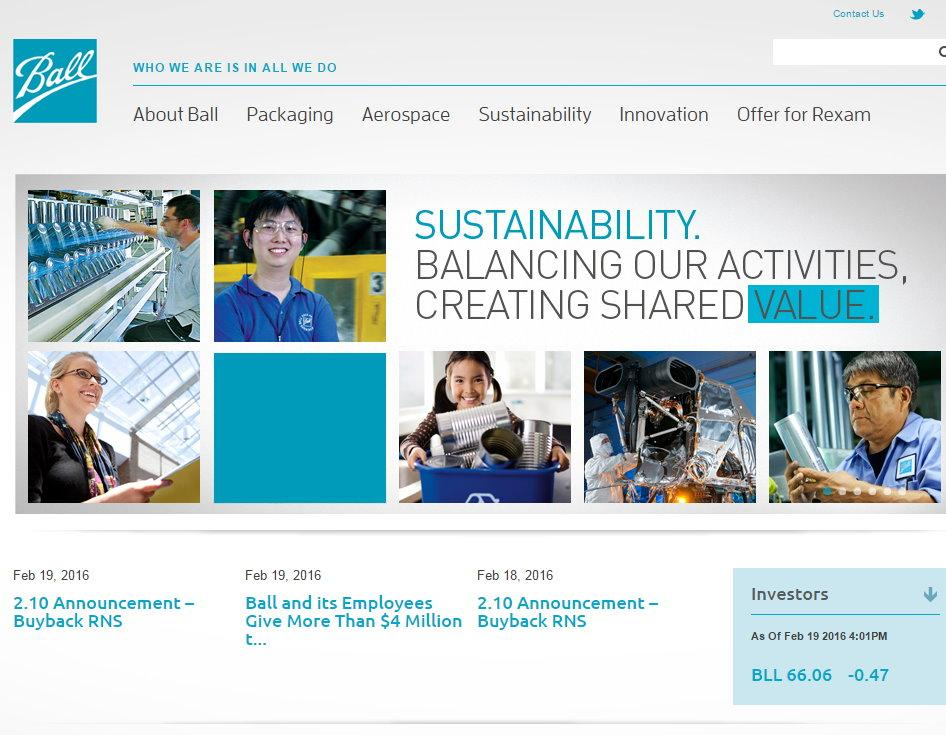 Contact Us
Ball
WHO WE ARE IS IN ALL WE DO
About Ball Packaging Aerospace Sustainability Innovation Offer for Rexam
SUSTAINABILITY.
BALANCING OUR ACTIVITIES,
CREATING SHARED VALUE.
3
Feb 19, 2016
2.10 Announcement –
Buyback RNS
Feb 19, 2016
Ball and its Employees
Give More Than $4 Million
t...
Feb 18, 2016
2.10 Announcement –
Buyback RNS
Investors
As Of Feb 19 2016 4:01PM
BLL 66.06 -0.47